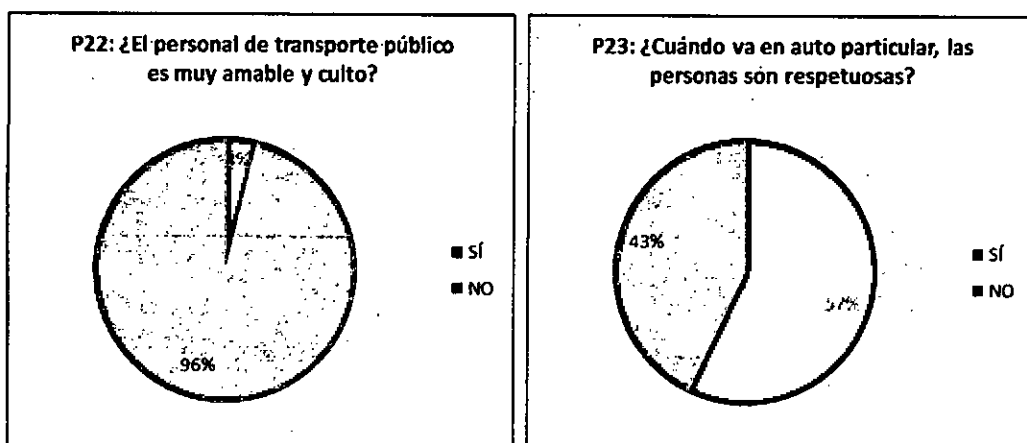 P22: ¿El personal de transporte público
es muy amable y culto?
96%
■ SÍ
■ NO
P23: ¿Cuándo va en auto particular, las
personas son respetuosas?
43%
57%
■ SÍ
■ NO